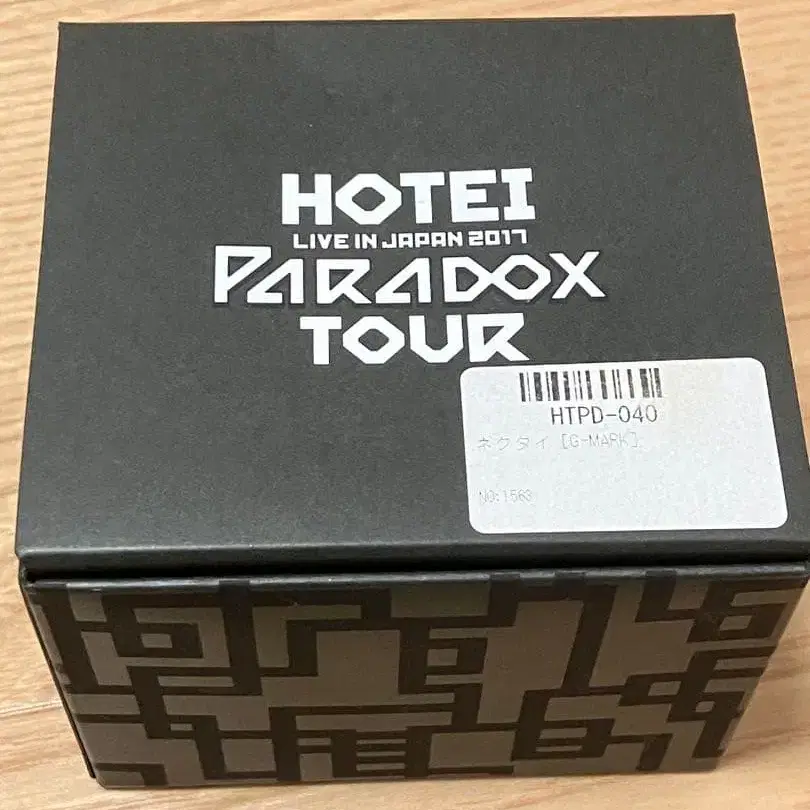 HOTEI
LIVE IN JAPAN 2017
PARADOX
TOUR
HTPD-040
ネクタイ [G-MARK]
NO:1563